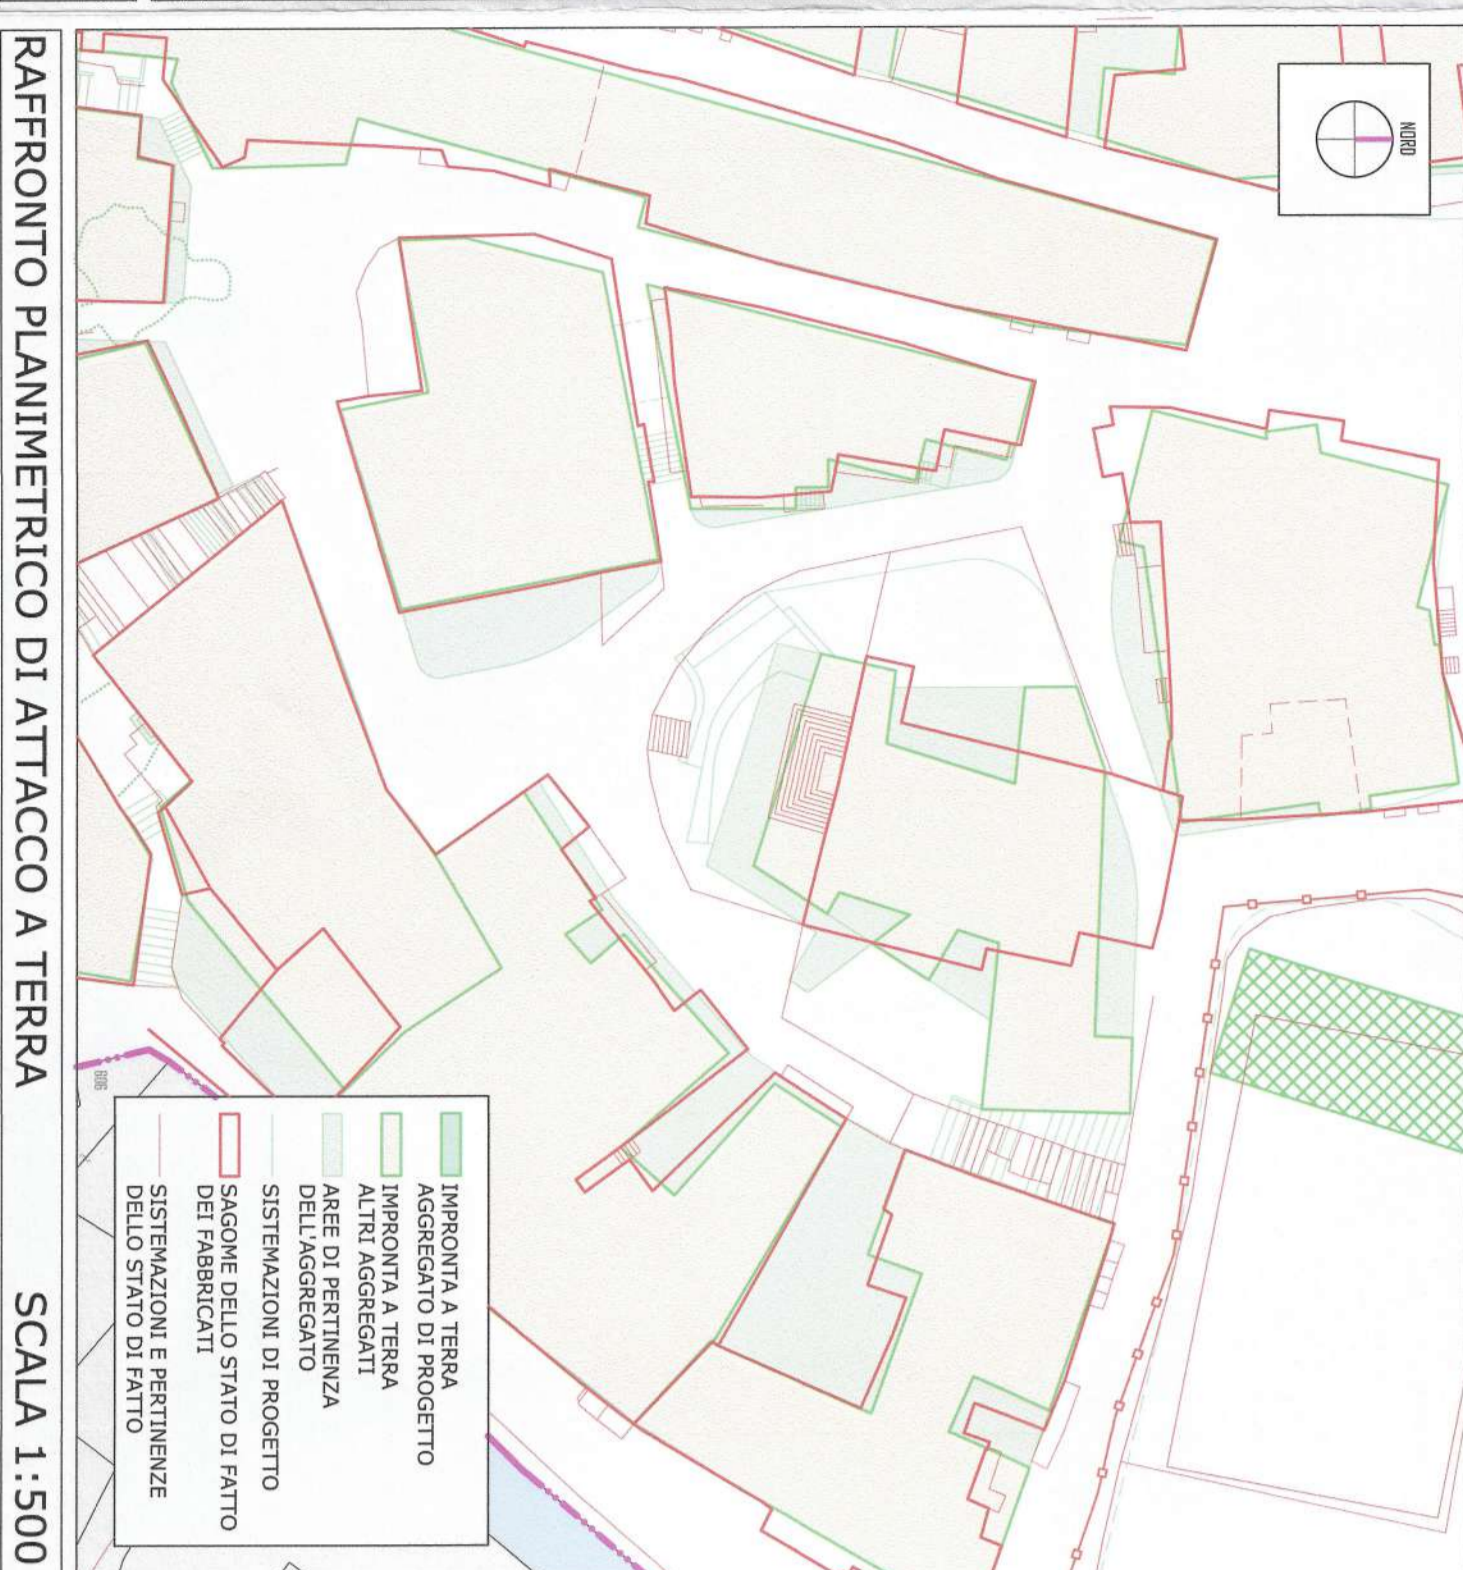 RAFFRONTO PLANIMETRICO DI ATTACCO A TERRA
SCALA 1:500
NORD
IMPRONTA A TERRA
AGGREGATO DI PROGETTO
IMPRONTA A TERRA
ALTRI AGGREGATI
AREE DI PERTINENZA
DELL'AGGREGATO
SISTEMAZIONI DI PROGETTO
SAGOME DELLO STATO DI FATTO
DEI FABBRICATI
SISTEMAZIONI E PERTINENZE
DELLO STATO DI FATTO